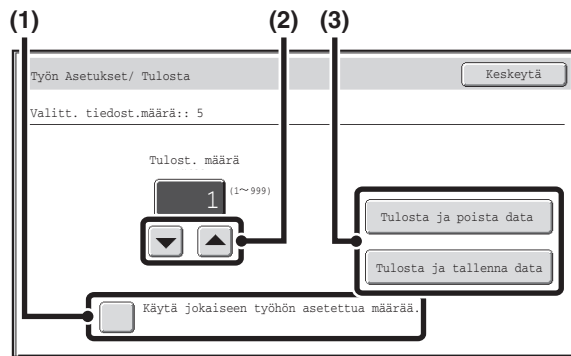 (1) (2) (3)
Työn Asetukset/ Tulosta
Keskeytä
Valitt. tiedost.määrä:: 5
Tulost. määrä
1 (1~999)
Tulosta ja poista data
Tulosta ja tallenna data
Käytä jokaiseen työhön asetettua määrää.